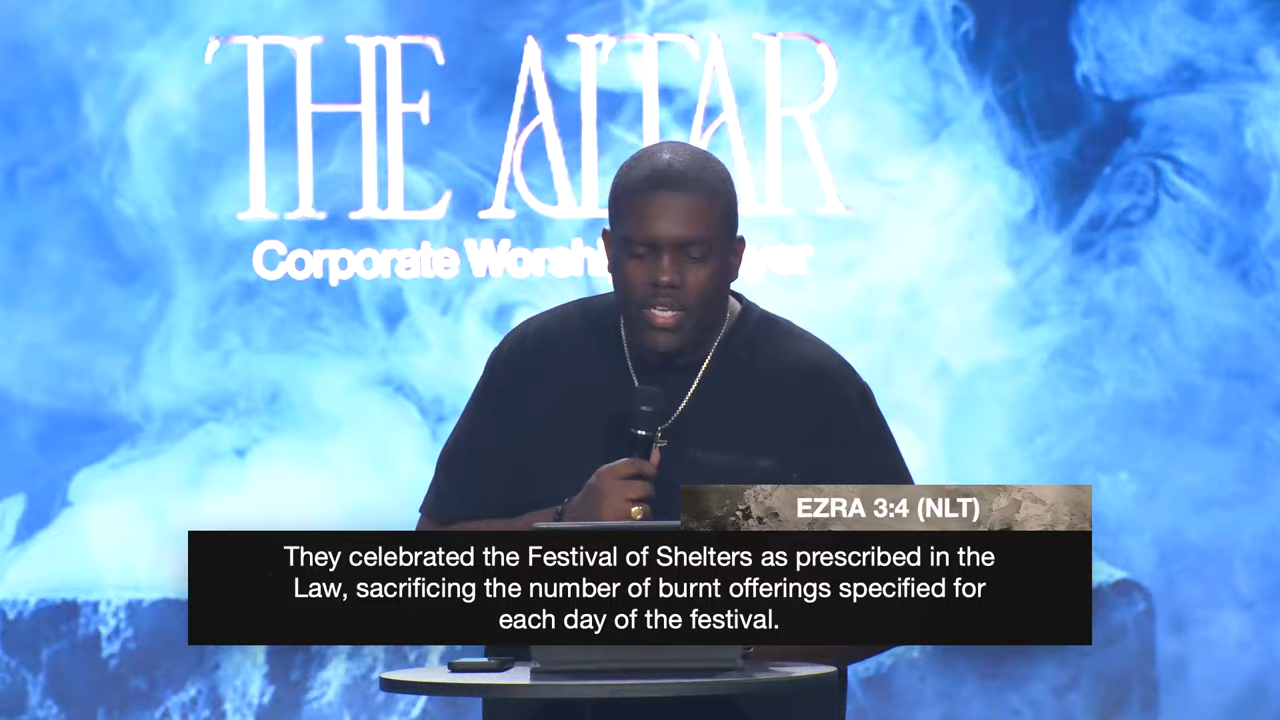 THE ALTAR
Corporate Worship
EZRA 3:4 (NLT)
They celebrated the Festival of Shelters as prescribed in the
Law, sacrificing the number of burnt offerings specified for
each day of the festival.